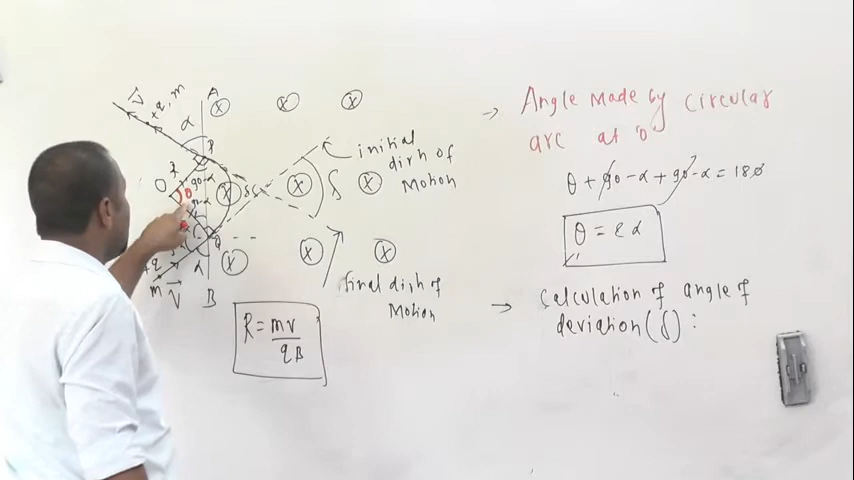 A
V
+q, m
α
P
R
O
90-α
θ
90-α
δ
initial
dirn of
Motion
δ
α
+q
m
V
B
final dirn of
Motion
R = mv
qB
→ Angle made by circular
arc at 'O'
θ + 90 - α + 90 - α = 180
θ = 2α
→ Calculation of angle of
deviation (δ) :